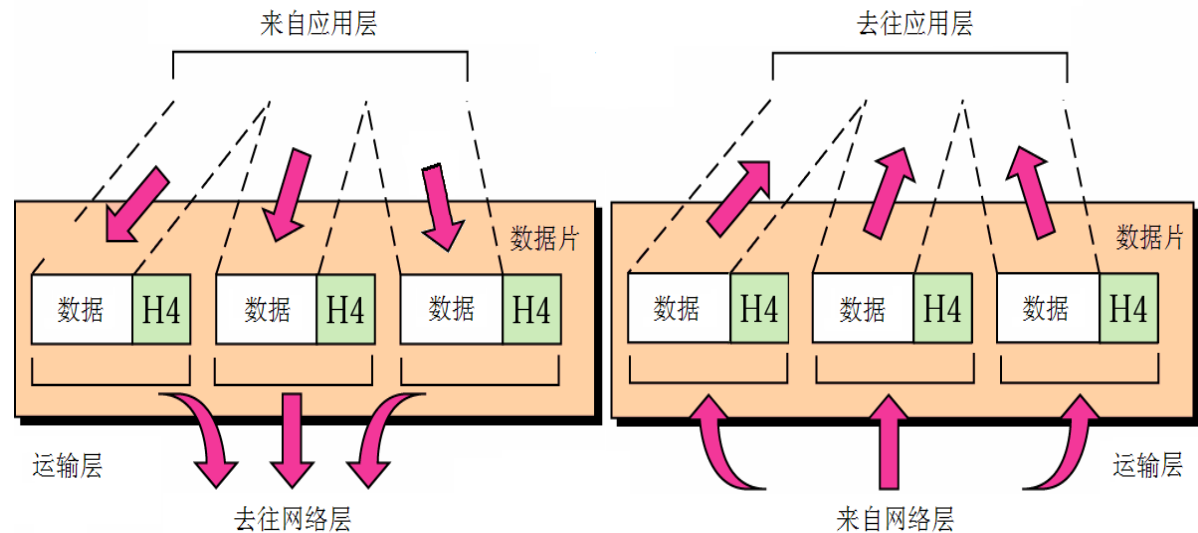 来自应用层
去往应用层
数据片
数据片
数据 H4 数据 H4 数据 H4
数据 H4 数据 H4 数据 H4
运输层
运输层
去往网络层
来自网络层